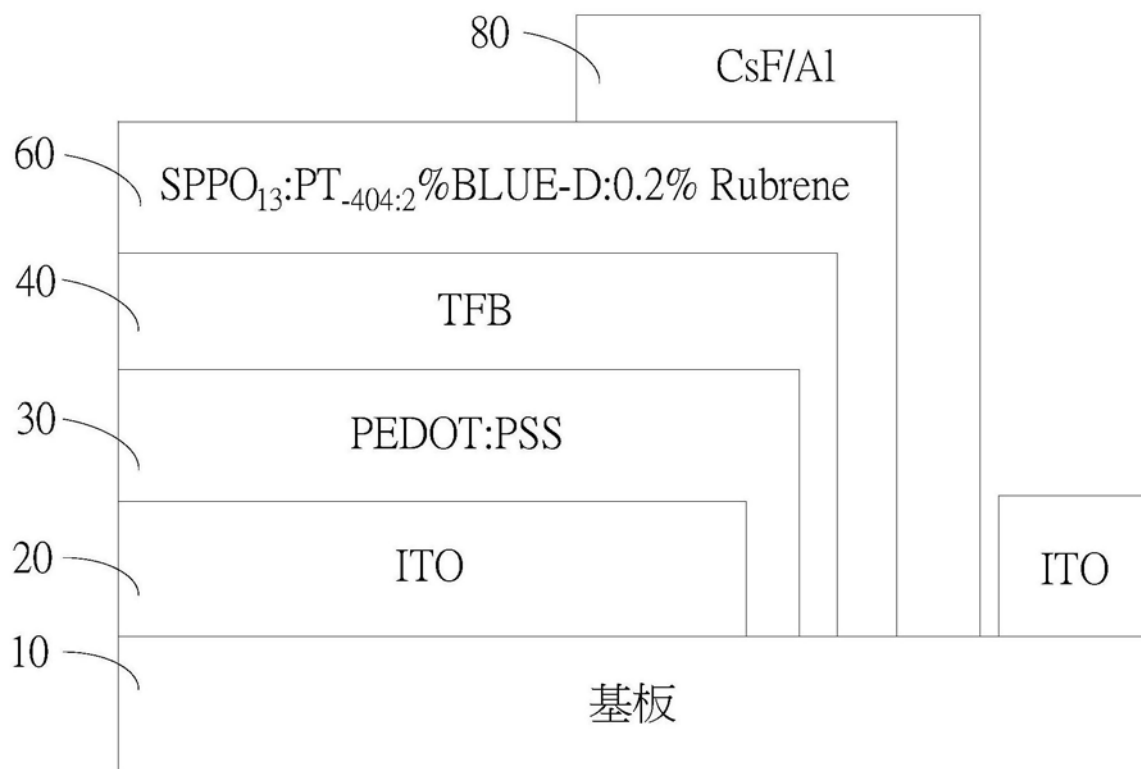 80
CsF/Al
60
SPPO13:PT-404:2%BLUE-D:0.2% Rubrene
40
TFB
30
PEDOT:PSS
20
ITO
ITO
10
基板